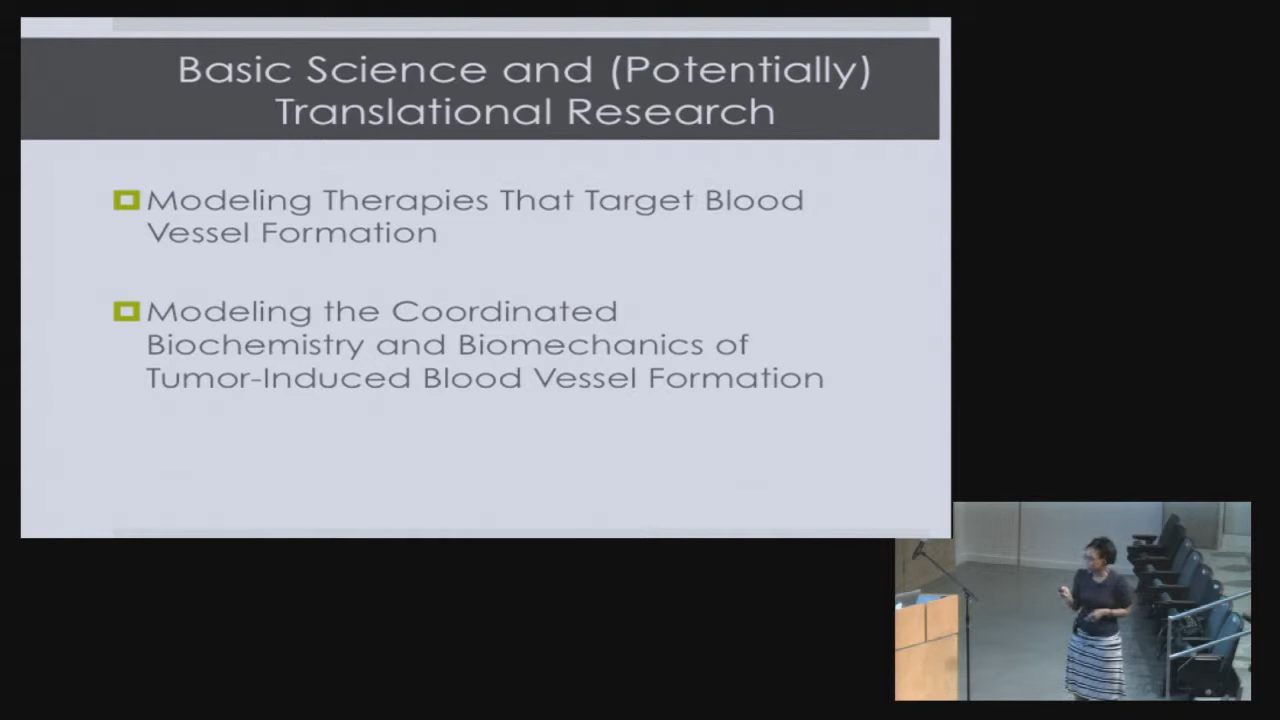 Basic Science and (Potentially)
Translational Research
Modeling Therapies That Target Blood
Vessel Formation
Modeling the Coordinated
Biochemistry and Biomechanics of
Tumor-Induced Blood Vessel Formation